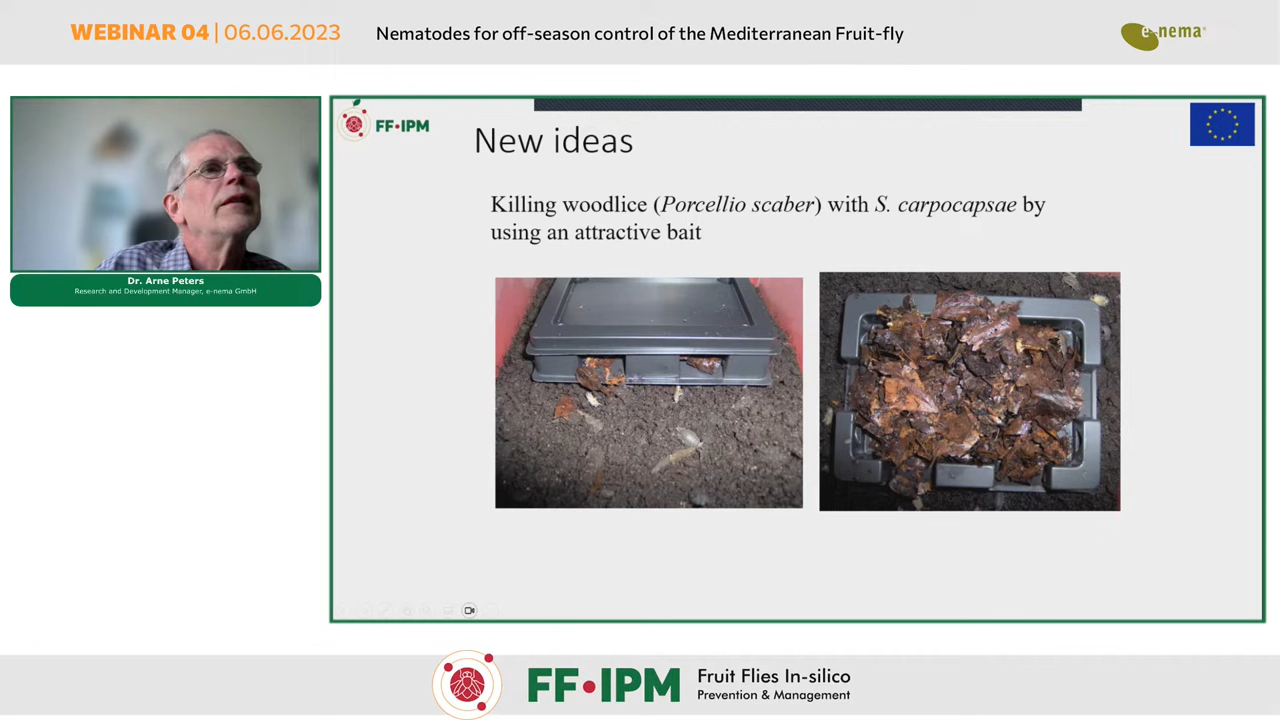 WEBINAR 04 | 06.06.2023
Nematodes for off-season control of the Mediterranean Fruit-fly
e-nema
FF•IPM
New ideas
Killing woodlice (Porcellio scaber) with S. carpocapsae by
using an attractive bait
Dr. Arne Peters
Research and Development Manager, e-nema GmbH
FF•IPM
Fruit Flies In-silico
Prevention & Management